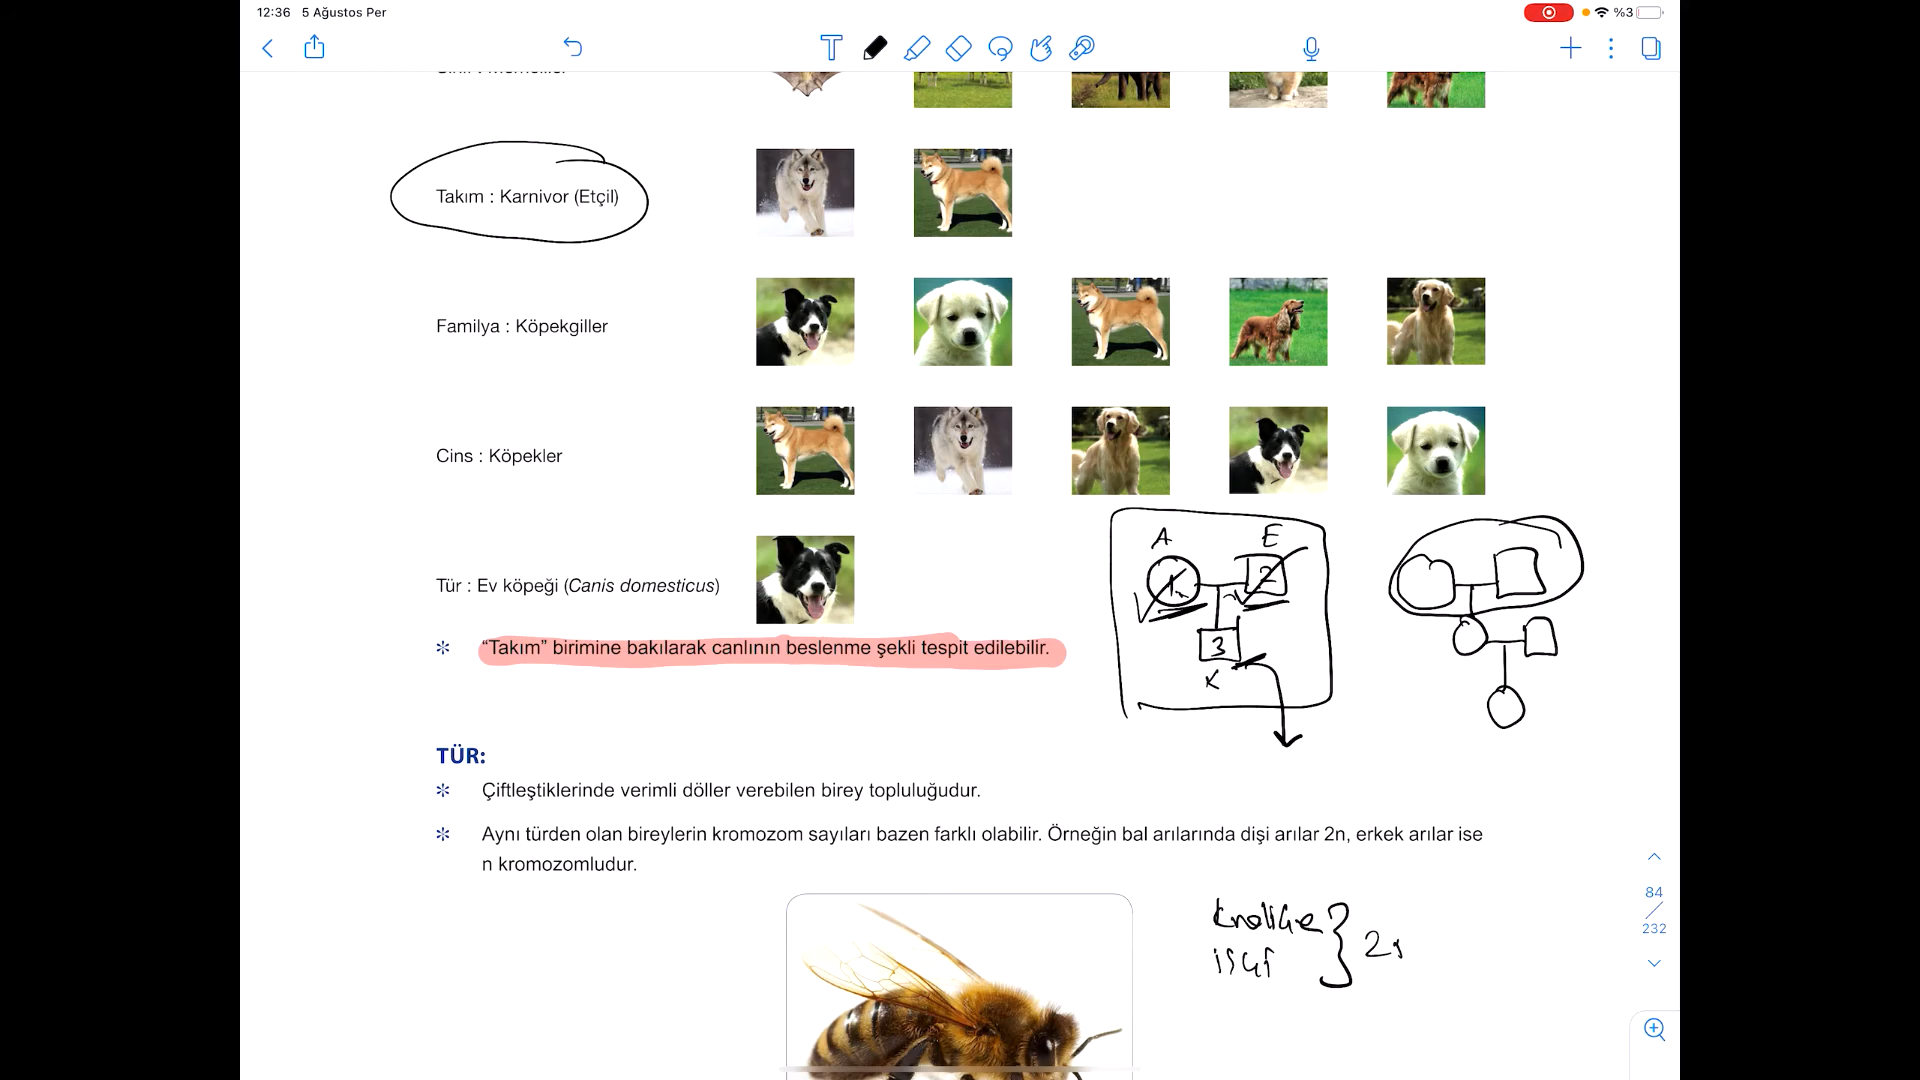 12:36 5 Ağustos Per
%3
T
Sınıf : Memeliler
Takım : Karnivor (Etçil)
Familya : Köpekgiller
Cins : Köpekler
A E
1 2
3
K
Tür : Ev köpeği (Canis domesticus)
“Takım” birimine bakılarak canlının beslenme şekli tespit edilebilir.
TÜR:
Çiftleştiklerinde verimli döller verebilen birey topluluğudur.
Aynı türden olan bireylerin kromozom sayıları bazen farklı olabilir. Örneğin bal arılarında dişi arılar 2n, erkek arılar ise
n kromozomludur.
84
232
kraliçe
işçi
2n